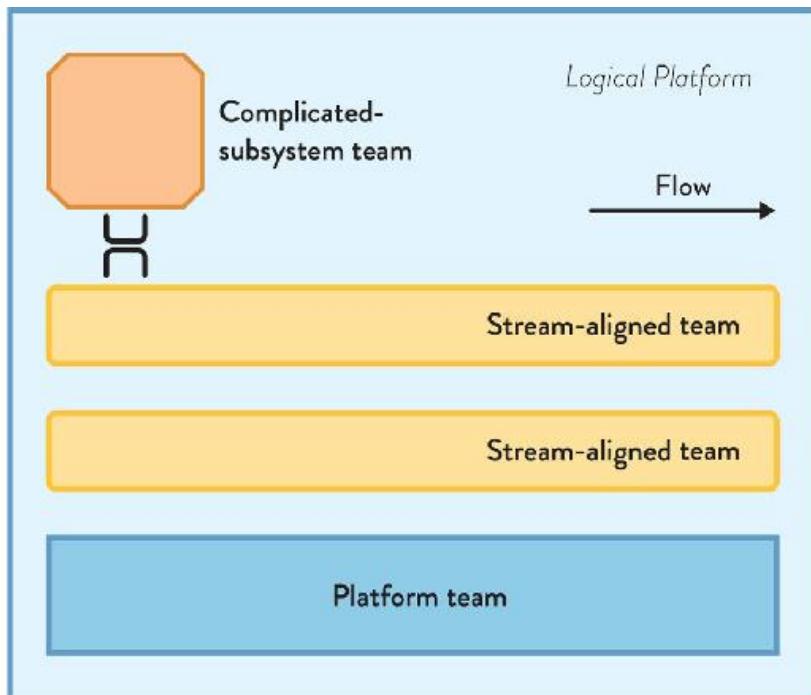 Logical Platform
Complicated-
subsystem team
Flow
Stream-aligned team
Stream-aligned team
Platform team